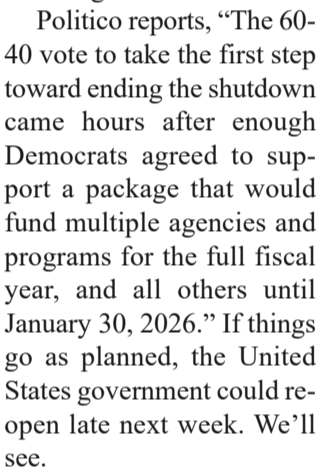 Politico reports, “The 60-
40 vote to take the first step
toward ending the shutdown
came hours after enough
Democrats agreed to sup-
port a package that would
fund multiple agencies and
programs for the full fiscal
year, and all others until
January 30, 2026.” If things
go as planned, the United
States government could re-
open late next week. We’ll
see.